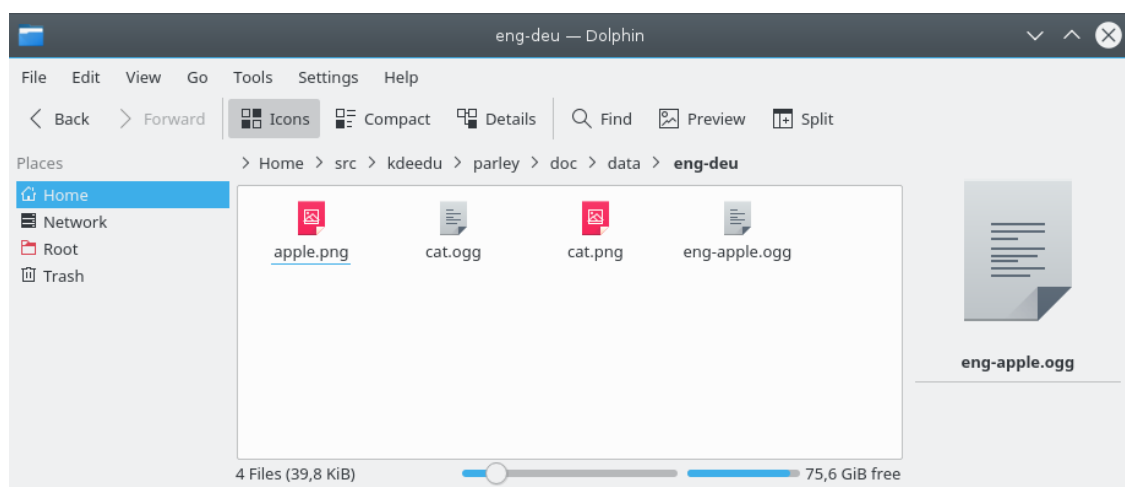 eng-deu — Dolphin
File Edit View Go Tools Settings Help
Back Forward Icons Compact Details Find Preview Split
Places
> Home > src > kdeedu > parley > doc > data > eng-deu
Home
Network
Root
Trash
apple.png cat.ogg cat.png eng-apple.ogg
eng-apple.ogg
4 Files (39,8 KiB) 75,6 GiB free